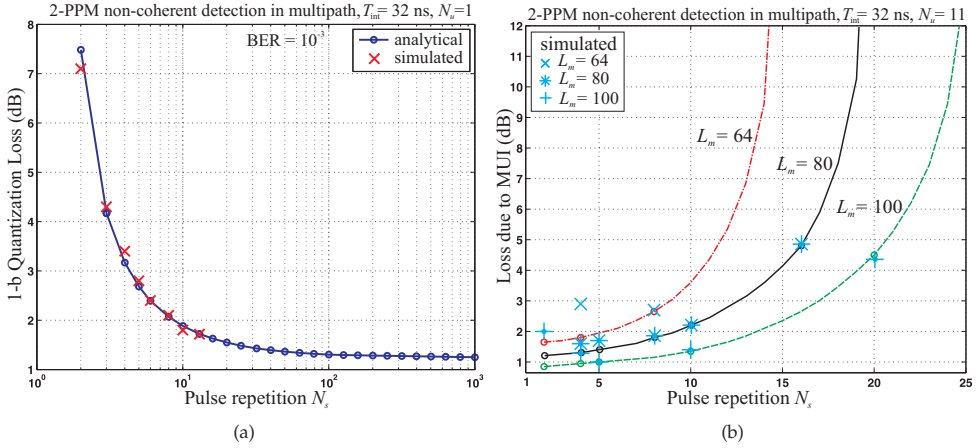 2-PPM non-coherent detection in multipath, T_int = 32 ns, N_u=1
BER = 10^-3
analytical
simulated
1-b Quantization Loss (dB)
8
7
6
5
4
3
2
1
10^0
10^1
10^2
10^3
Pulse repetition N_s
(a)
2-PPM non-coherent detection in multipath, T_int = 32 ns, N_u = 11
simulated
L_m = 64
L_m = 80
L_m = 100
L_m = 64
L_m = 80
L_m = 100
Loss due to MUI (dB)
12
11
10
9
8
7
6
5
4
3
2
1
1
5
10
15
20
25
Pulse repetition N_s
(b)